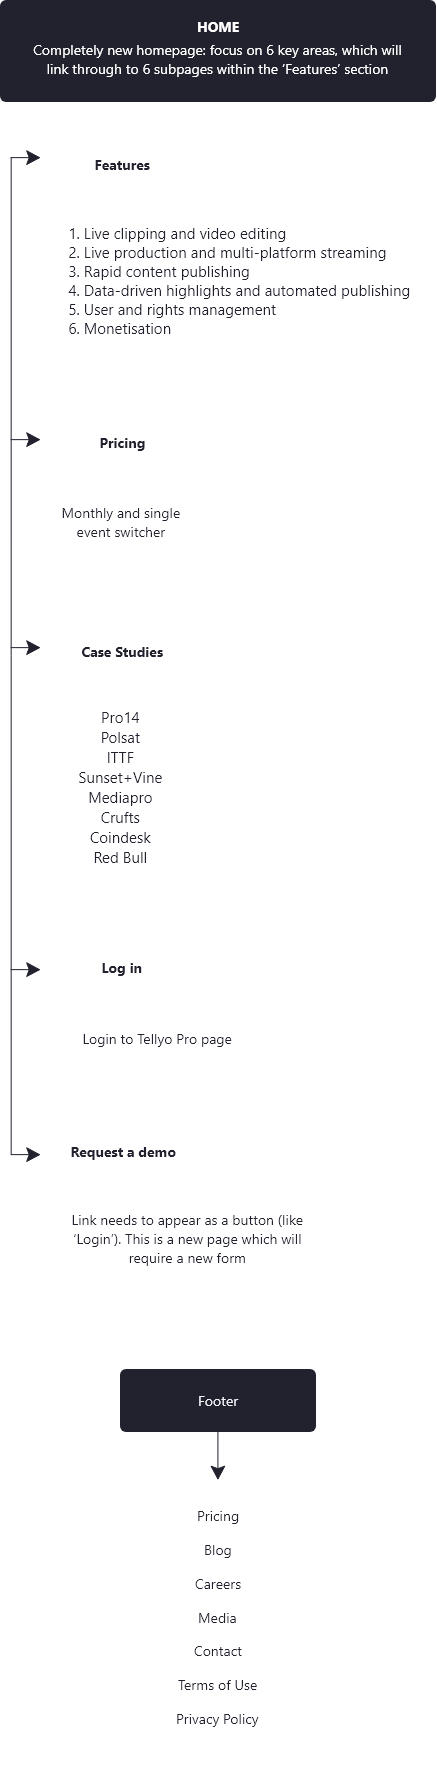 HOME
Completely new homepage: focus on 6 key areas, which will
link through to 6 subpages within the ‘Features’ section
Features
1. Live clipping and video editing
2. Live production and multi-platform streaming
3. Rapid content publishing
4. Data-driven highlights and automated publishing
5. User and rights management
6. Monetisation
Pricing
Monthly and single
event switcher
Case Studies
Pro14
Polsat
ITTF
Sunset+Vine
Mediapro
Crufts
Coindesk
Red Bull
Log in
Login to Tellyo Pro page
Request a demo
Link needs to appear as a button (like
‘Login’). This is a new page which will
require a new form
Footer
Pricing
Blog
Careers
Media
Contact
Terms of Use
Privacy Policy